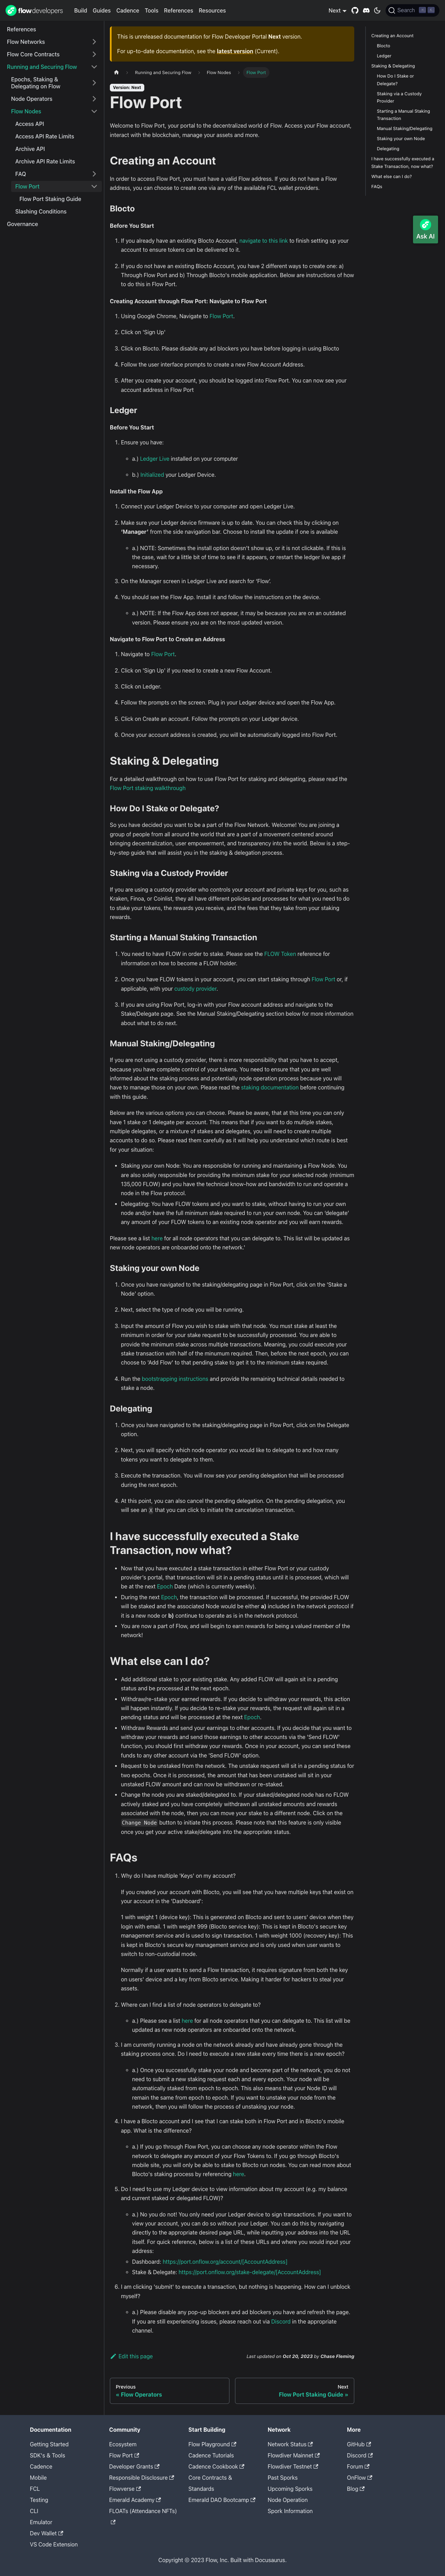 flow developers
Build
Guides
Cadence
Tools
References
Resources
Next
Search
References
Flow Networks
Flow Core Contracts
Running and Securing Flow
Epochs, Staking &
Delegating on Flow
Node Operators
Flow Nodes
Access API
Access API Rate Limits
Archive API
Archive API Rate Limits
FAQ
Flow Port
Flow Port Staking Guide
Slashing Conditions
Governance
This is unreleased documentation for Flow Developer Portal Next version.
For up-to-date documentation, see the latest version (Current).
Running and Securing Flow
Flow Nodes
Flow Port
Version: Next
Flow Port
Welcome to Flow Port, your portal to the decentralized world of Flow. Access your Flow account,
interact with the blockchain, manage your assets and more.
Creating an Account
In order to access Flow Port, you must have a valid Flow address. If you do not have a Flow
address, you can choose to create one via any of the available FCL wallet providers.
Blocto
Before You Start
1. If you already have an existing Blocto Account, navigate to this link to finish setting up your
account to ensure tokens can be delivered to it.
2. If you do not have an existing Blocto Account, you have 2 different ways to create one: a)
Through Flow Port and b) Through Blocto's mobile application. Below are instructions of how
to do this in Flow Port.
Creating Account through Flow Port: Navigate to Flow Port
1. Using Google Chrome, Navigate to Flow Port.
2. Click on 'Sign Up'
3. Click on Blocto. Please disable any ad blockers you have before logging in using Blocto
4. Follow the user interface prompts to create a new Flow Account Address.
5. After you create your account, you should be logged into Flow Port. You can now see your
account address in Flow Port
Ledger
Before You Start
1. Ensure you have:
a.) Ledger Live installed on your computer
b.) Initialized your Ledger Device.
Install the Flow App
1. Connect your Ledger Device to your computer and open Ledger Live.
2. Make sure your Ledger device firmware is up to date. You can check this by clicking on
'Manager' from the side navigation bar. Choose to install the update if one is available
a.) NOTE: Sometimes the install option doesn't show up, or it is not clickable. If this is
the case, wait for a little bit of time to see if it appears, or restart the ledger live app if
necessary.
3. On the Manager screen in Ledger Live and search for 'Flow'.
4. You should see the Flow App. Install it and follow the instructions on the device.
a.) NOTE: If the Flow App does not appear, it may be because you are on an outdated
version. Please ensure you are on the most updated version.
Navigate to Flow Port to Create an Address
1. Navigate to Flow Port.
2. Click on 'Sign Up' if you need to create a new Flow Account.
3. Click on Ledger.
4. Follow the prompts on the screen. Plug in your Ledger device and open the Flow App.
5. Click on Create an account. Follow the prompts on your Ledger device.
6. Once your account address is created, you will be automatically logged into Flow Port.
Staking & Delegating
For a detailed walkthrough on how to use Flow Port for staking and delegating, please read the
Flow Port staking walkthrough
How Do I Stake or Delegate?
So you have decided you want to be a part of the Flow Network. Welcome! You are joining a
group of people from all around the world that are a part of a movement centered around
bringing decentralization, user empowerment, and transparency into the world. Below is a step-
by-step guide that will assist you in the staking & delegation process.
Staking via a Custody Provider
If you are using a custody provider who controls your account and private keys for you, such as
Kraken, Finoa, or Coinlist, they all have different policies and processes for what you need to do
to stake your tokens, the rewards you receive, and the fees that they take from your staking
rewards.
Starting a Manual Staking Transaction
1. You need to have FLOW in order to stake. Please see the FLOW Token reference for
information on how to become a FLOW holder.
2. Once you have FLOW tokens in your account, you can start staking through Flow Port or, if
applicable, with your custody provider.
3. If you are using Flow Port, log-in with your Flow account address and navigate to the
Stake/Delegate page. See the Manual Staking/Delegating section below for more information
about what to do next.
Manual Staking/Delegating
If you are not using a custody provider, there is more responsibility that you have to accept,
because you have complete control of your tokens. You need to ensure that you are well
informed about the staking process and potentially node operation process because you will
have to manage those on your own. Please read the staking documentation before continuing
with this guide.
Below are the various options you can choose. Please be aware, that at this time you can only
have 1 stake or 1 delegate per account. This means that if you want to do multiple stakes,
multiple delegates, or a mixture of stakes and delegates, you will need to create multiple
accounts to do so. Please read them carefully as it will help you understand which route is best
for your situation:
Staking your own Node: You are responsible for running and maintaining a Flow Node. You
are also solely responsible for providing the minimum stake for your selected node (minimum
135,000 FLOW) and you have the technical know-how and bandwidth to run and operate a
Node in the Flow protocol.
Delegating: You have FLOW tokens and you want to stake, without having to run your own
node and/or have the full minimum stake required to stake your own node. You can 'delegate'
any amount of your FLOW tokens to an existing node operator and you will earn rewards.
Please see a list here for all node operators that you can delegate to. This list will be updated as
new node operators are onboarded onto the network.'
Staking your own Node
1. Once you have navigated to the staking/delegating page in Flow Port, click on the 'Stake a
Node' option.
2. Next, select the type of node you will be running.
3. Input the amount of Flow you wish to stake with that node. You must stake at least the
minimum in order for your request to be successfully processed. You are able to provide
the minimum stake across multiple transactions. Meaning, you could execute the stake
transaction with half of the minumum required. Then, before the next epoch, you can
choose to 'Add Flow' to that pending stake to get it to the minimum stake required.
4. Run the bootstrapping instructions and provide the remaining technical details needed to
stake a node.
Delegating
1. Once you have navigated to the staking/delegating page in Flow Port, click on the Delegate
option.
2. Next, you will specify which node operator you would like to delegate to and how many
tokens you want to delegate to them.
3. Execute the transaction. You will now see your pending delegation that will be processed
during the next epoch.
4. At this point, you can also cancel the pending delegation. On the pending delegation, you
will see an X that you can click to initiate the cancelation transaction.
I have successfully executed a Stake
Transaction, now what?
Now that you have executed a stake transaction in either Flow Port or your custody
provider's portal, that transaction will sit in a pending status until it is processed, which will
be at the next Epoch Date (which is currently weekly).
During the next Epoch, the transaction will be processed. If successful, the provided FLOW
will be staked and the associated Node would be either a) included in the network protocol if
it is a new node or b) continue to operate as is in the network protocol.
You are now a part of Flow, and will begin to earn rewards for being a valued member of the
network!
What else can I do?
Add additional stake to your existing stake. Any added FLOW will again sit in a pending
status and be processed at the next epoch.
Withdraw/re-stake your earned rewards. If you decide to withdraw your rewards, this action
will happen instantly. If you decide to re-stake your rewards, the request will again sit in a
pending status and will be processed at the next Epoch.
Withdraw Rewards and send your earnings to other accounts. If you decide that you want to
withdraw your rewards and send those earnings to other accounts via the 'Send FLOW'
function, you should withdraw your rewards first. Once in your account, you can send these
funds to as any many accounts as you want via the 'Send FLOW' option.
Request to be unstaked from the network. The unstake request will sit in a pending status for
two epochs. Once it is processed, the amount that has been unstaked will sit in your
unstaked FLOW amount and can now be withdrawn or re-staked.
Change the node you are staked/delegated to. If your staked/delegated node has no FLOW
actively staked and you have completely withdrawn all unstaked amounts and rewards
associated with the node, then you can move your stake to a different node. Click on the
Change Node button to initiate this process. Please note that this feature is only visible
once you get your active stake/delegate into the appropriate status.
FAQs
1. Why do I have multiple 'Keys' on my account?
If you created your account with Blocto, you will see that you have multiple keys that exist on
your account in the 'Dashboard':
1 with weight 1 (device key): This is generated on Blocto and sent to users' device when they
login with email. 1 with weight 999 (Blocto service key): This is kept in Blocto's secure key
management service and is used to sign transaction. 1 with weight 1000 (recovery key): This
is kept in Blocto's secure key management service and is only used when user wants to
switch to non-custodial mode.
Normally if a user wants to send a Flow transaction, it requires signature from both the key
on users' device and a key from Blocto service. Making it harder for hackers to steal your
assets.
2. Where can I find a list of node operators to delegate to?
a.) Please see a list here for all node operators that you can delegate to. This list will be
updated as new node operators are onboarded onto the network.
3. I am currently running a node on the network already and have already gone through the
staking process once. Do I need to execute a new stake every time there is a new epoch?
a.) Once you successfully stake your node and become part of the network, you do not
need to submit a new staking request each and every epoch. Your node will be
automatically staked from epoch to epoch. This also means that your Node ID will
remain the same from epoch to epoch. If you want to unstake your node from the
network, then you will follow the process of unstaking your node.
4. I have a Blocto account and I see that I can stake both in Flow Port and in Blocto's mobile
app. What is the difference?
a.) If you go through Flow Port, you can choose any node operator within the Flow
network to delegate any amount of your Flow Tokens to. If you go through Blocto's
mobile site, you will only be able to stake to Blocto run nodes. You can read more about
Blocto's staking process by referencing here.
5. Do I need to use my Ledger device to view information about my account (e.g. my balance
and current staked or delegated FLOW)?
a.) No you do not! You only need your Ledger device to sign transactions. If you want to
view your account, you can do so without your Ledger. You can do this by navigating
directly to the appropriate desired page URL, while inputting your address into the URL
itself. For quick reference, below is a list of urls where you would input your account
address:
Dashboard: https://port.onflow.org/account/[AccountAddress]
Stake & Delegate: https://port.onflow.org/stake-delegate/[AccountAddress]
6. I am clicking 'submit' to execute a transaction, but nothing is happening. How can I unblock
myself?
a.) Please disable any pop-up blockers and ad blockers you have and refresh the page.
If you are still experiencing issues, please reach out via Discord in the appropriate
channel.
Edit this page
Last updated on Oct 20, 2023 by Chase Fleming
Previous
« Flow Operators
Next
Flow Port Staking Guide »
Creating an Account
Blocto
Ledger
Staking & Delegating
How Do I Stake or
Delegate?
Staking via a Custody
Provider
Starting a Manual Staking
Transaction
Manual Staking/Delegating
Staking your own Node
Delegating
I have successfully executed a
Stake Transaction, now what?
What else can I do?
FAQs
Ask AI
Documentation
Getting Started
SDK's & Tools
Cadence
Mobile
FCL
Testing
CLI
Emulator
Dev Wallet
VS Code Extension
Community
Ecosystem
Flow Port
Developer Grants
Responsible Disclosure
Flowverse
Emerald Academy
FLOATs (Attendance NFTs)
Start Building
Flow Playground
Cadence Tutorials
Cadence Cookbook
Core Contracts &
Standards
Emerald DAO Bootcamp
Network
Network Status
Flowdiver Mainnet
Flowdiver Testnet
Past Sporks
Upcoming Sporks
Node Operation
Spork Information
More
GitHub
Discord
Forum
OnFlow
Blog
Copyright © 2023 Flow, Inc. Built with Docusaurus.